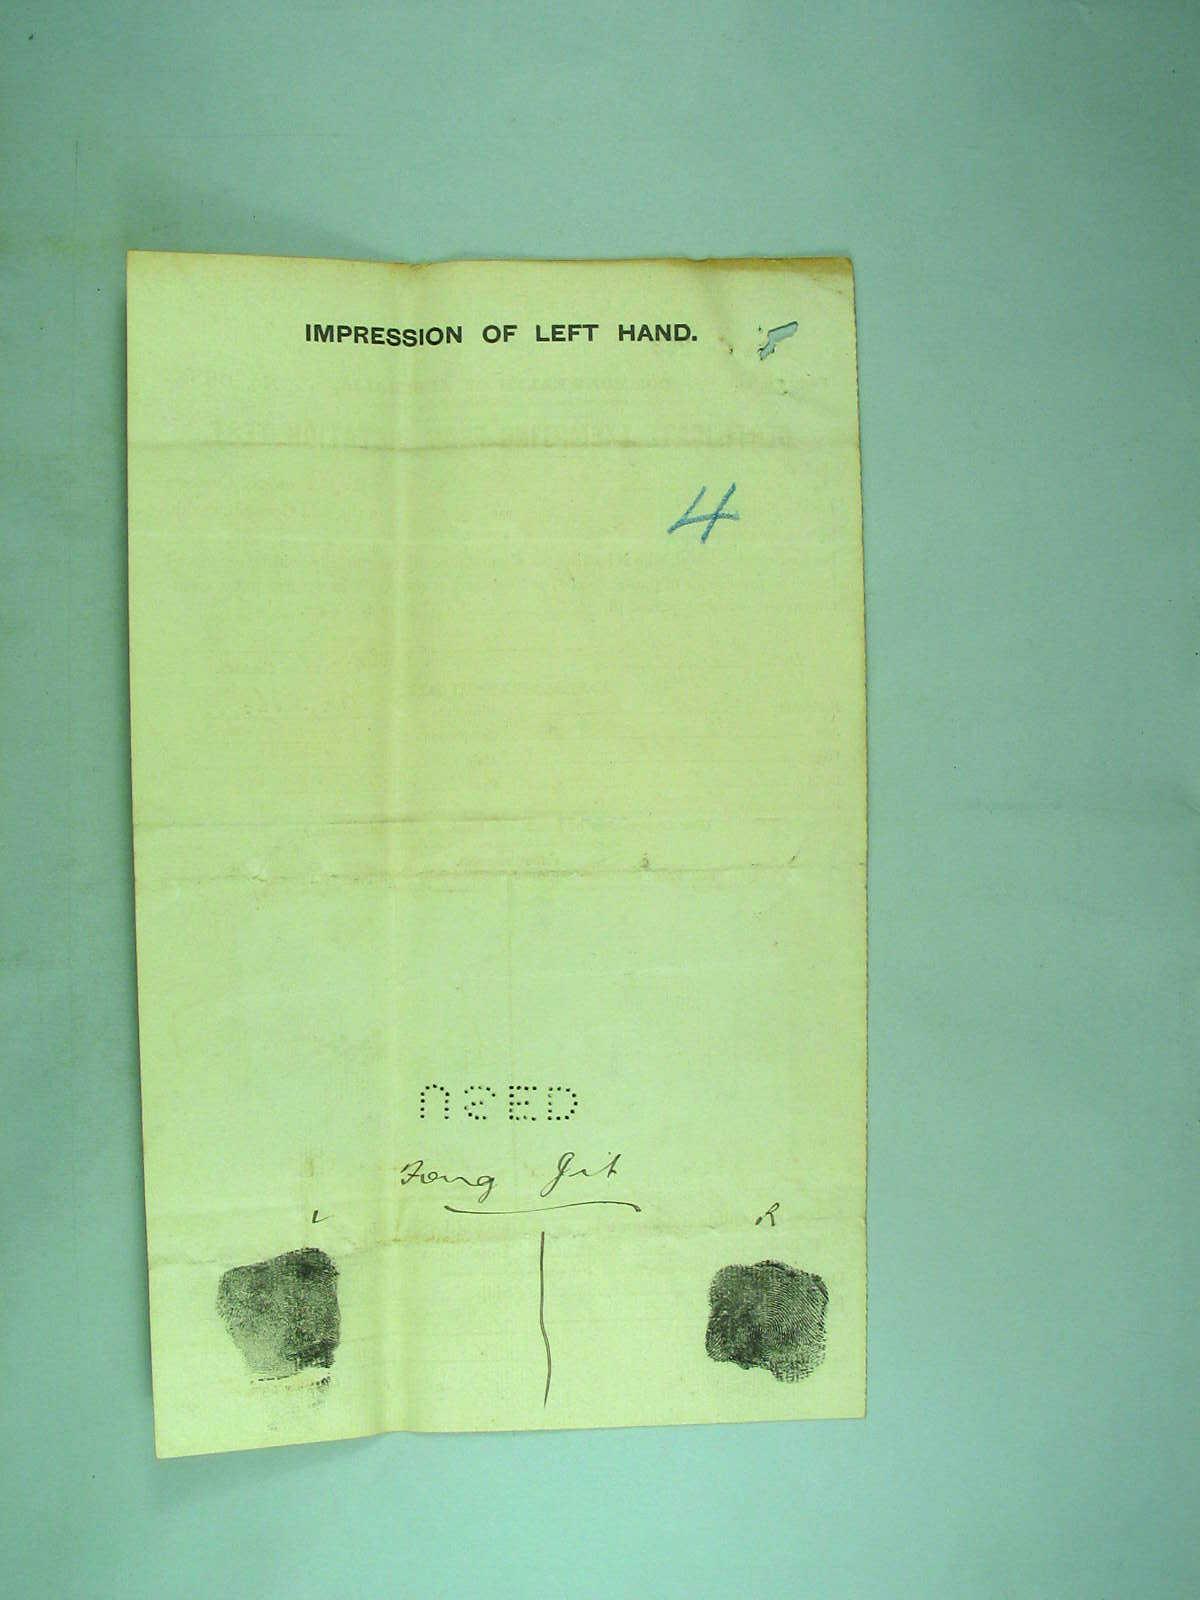 IMPRESSION OF LEFT HAND.
4
USED
Fong Git
L R